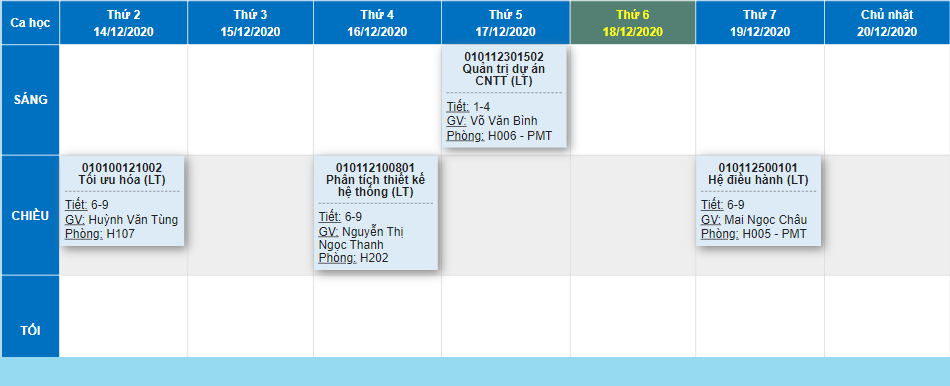 Ca học
Thứ 2
14/12/2020
Thứ 3
15/12/2020
Thứ 4
16/12/2020
Thứ 5
17/12/2020
Thứ 6
18/12/2020
Thứ 7
19/12/2020
Chủ nhật
20/12/2020
SÁNG
010112301502
Quản trị dự án
CNTT (LT)
Tiết: 1-4
GV: Võ Văn Bình
Phòng: H006 - PMT
CHIỀU
010100121002
Tối ưu hóa (LT)
Tiết: 6-9
GV: Huỳnh Văn Tùng
Phòng: H107
010112100801
Phân tích thiết kế
hệ thống (LT)
Tiết: 6-9
GV: Nguyễn Thị
Ngọc Thanh
Phòng: H202
010112500101
Hệ điều hành (LT)
Tiết: 6-9
GV: Mai Ngọc Châu
Phòng: H005 - PMT
TỐI